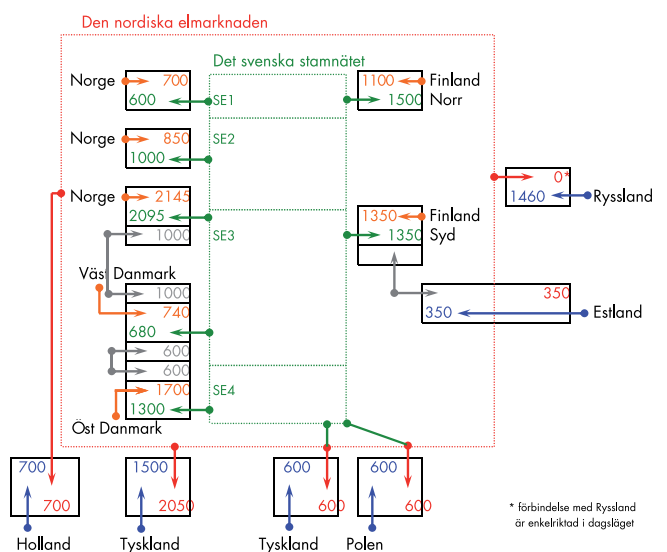 Den nordiska elmarknaden
Det svenska stamnätet
Norge
700
600
SE1
1100
Finland
1500
Norr
Norge
850
1000
SE2
0*
1460
Ryssland
Norge
2145
2095
1000
SE3
1350
Finland
1350
Syd
Väst Danmark
1000
740
680
350
350
Estland
600
600
1700
1300
SE4
Öst Danmark
700
700
Holland
1500
2050
Tyskland
600
600
Tyskland
600
600
Polen
* förbindelse med Ryssland
är enkelriktad i dagsläget